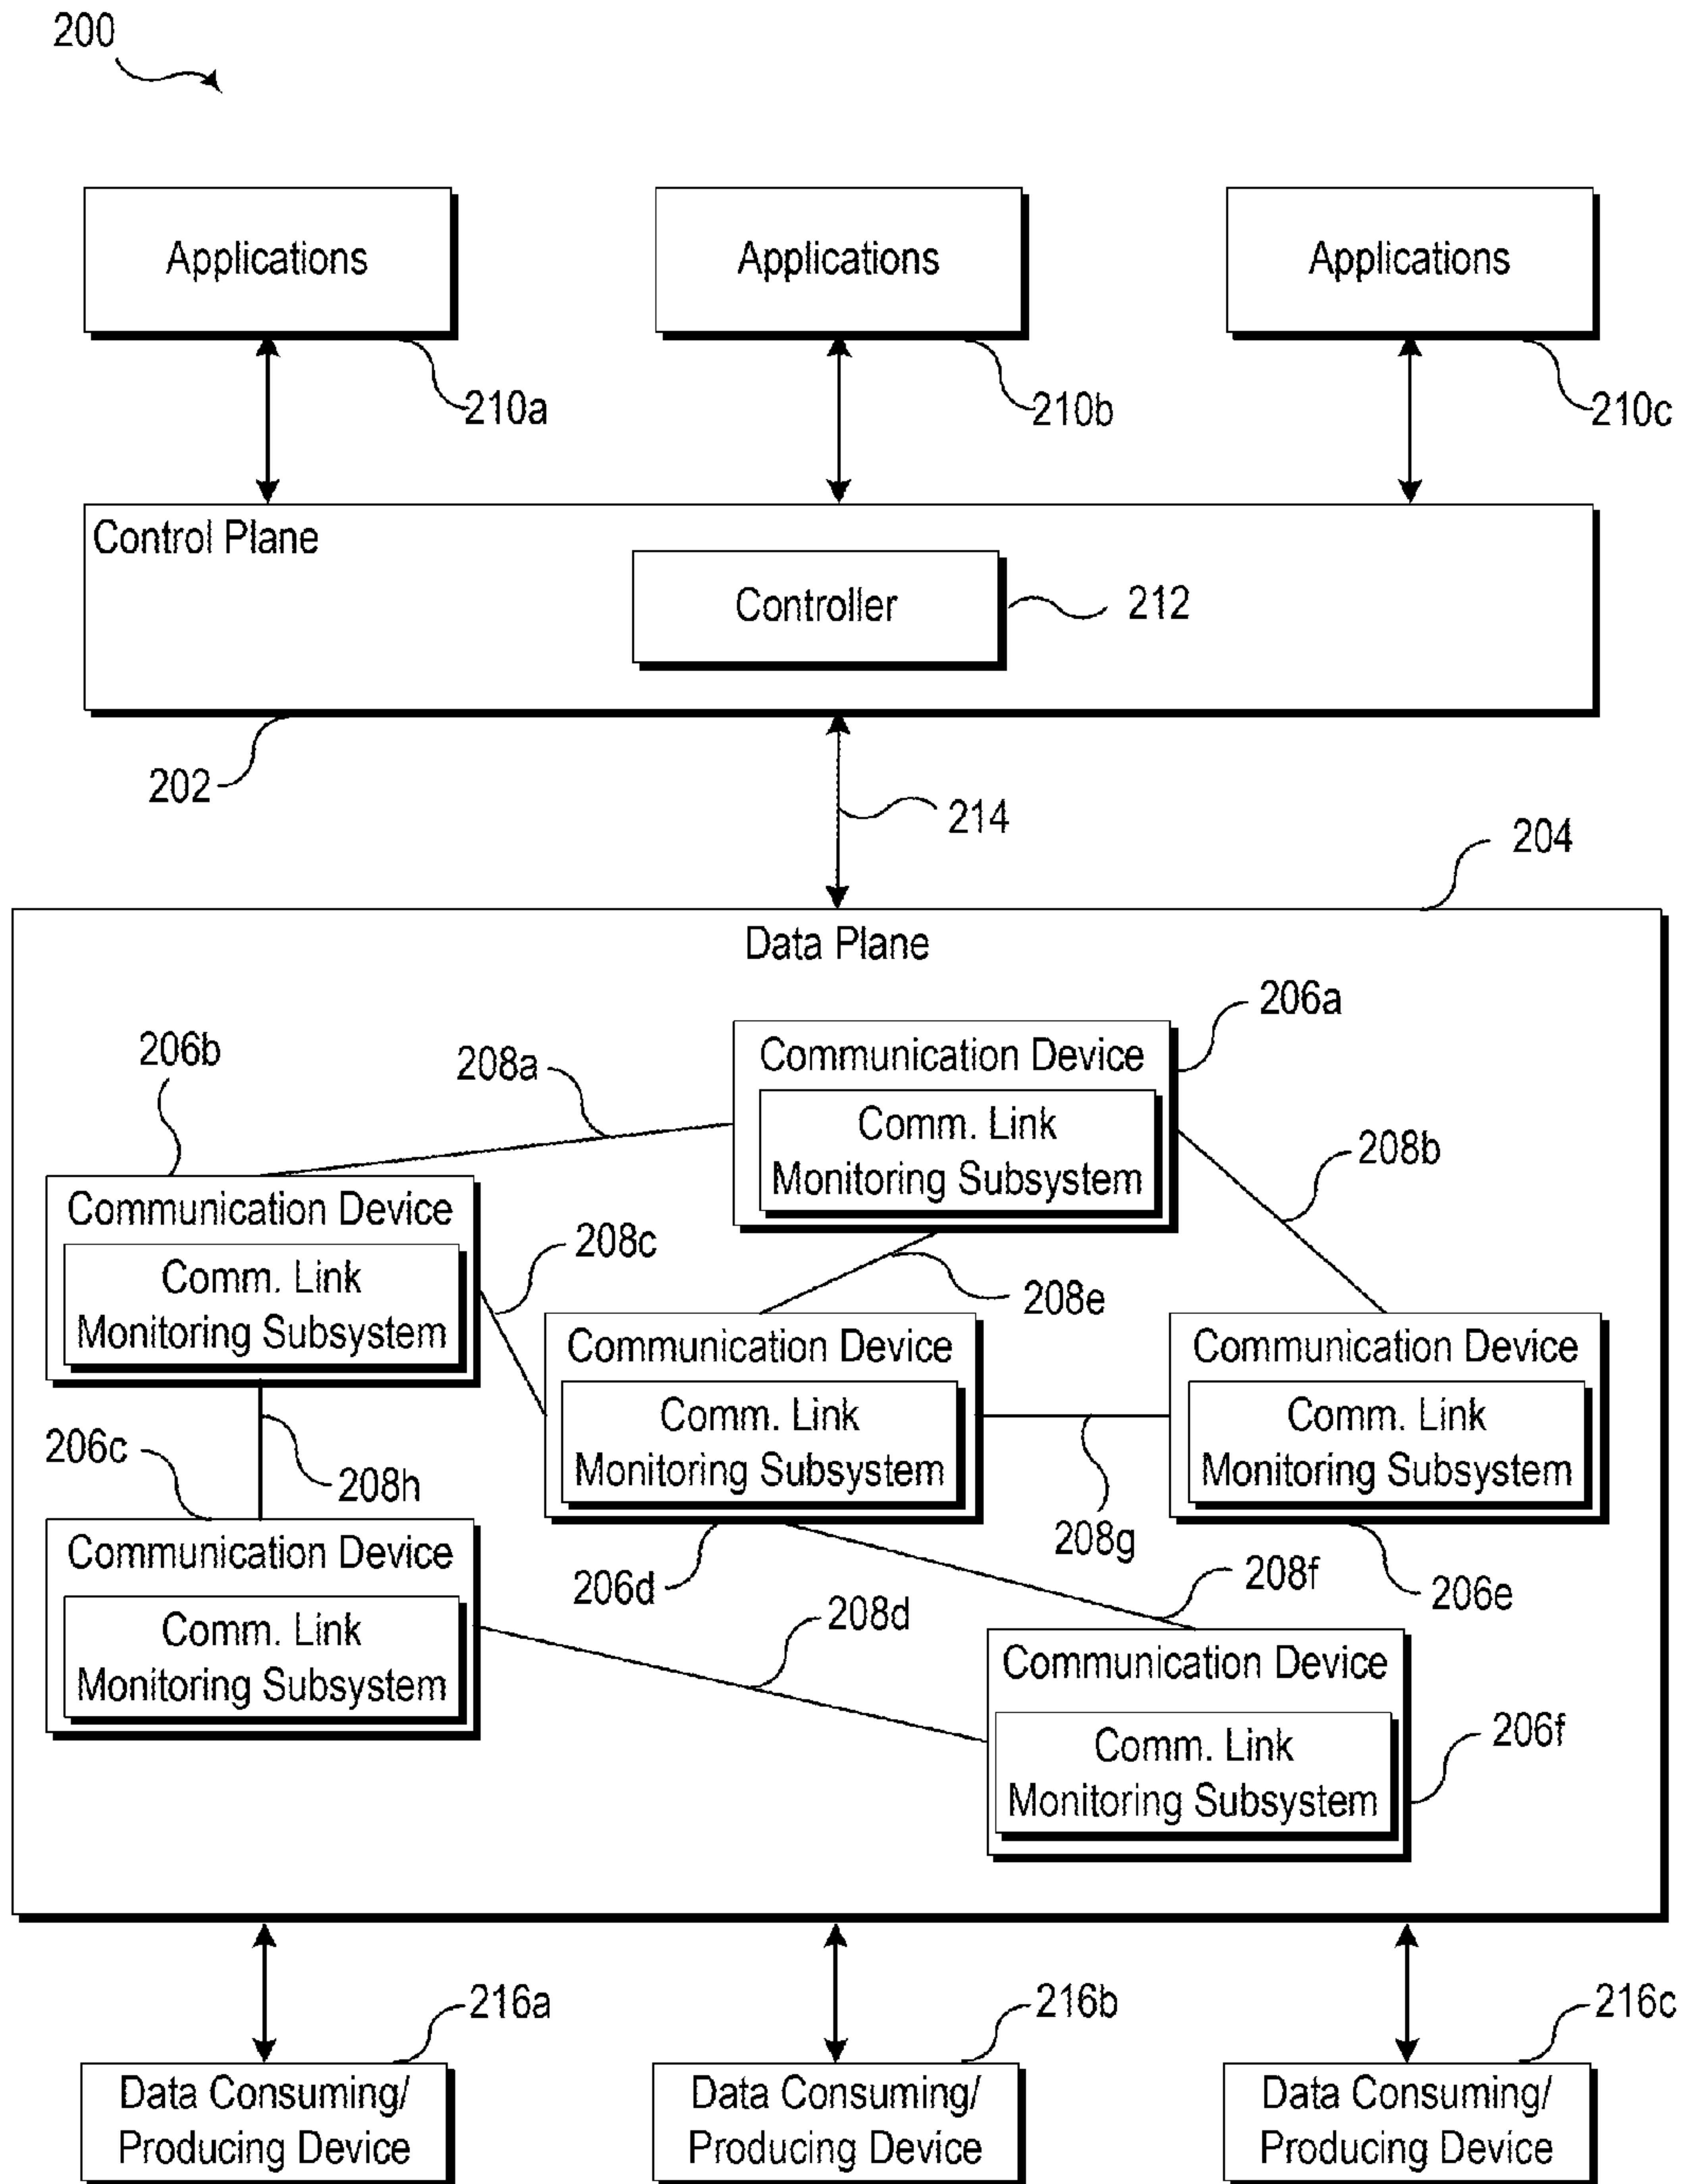 200
Applications
Applications
Applications
210a
210b
210c
Control Plane
Controller
212
202
214
204
Data Plane
206a
206b
208a
Communication Device
Comm. Link
Monitoring Subsystem
208b
Communication Device
Comm. Link
Monitoring Subsystem
208c
208e
Communication Device
Comm. Link
Monitoring Subsystem
Communication Device
Comm. Link
Monitoring Subsystem
206c
208h
208g
206d
208f
206e
Communication Device
Comm. Link
Monitoring Subsystem
208d
Communication Device
Comm. Link
Monitoring Subsystem
206f
216a
216b
216c
Data Consuming/
Producing Device
Data Consuming/
Producing Device
Data Consuming/
Producing Device